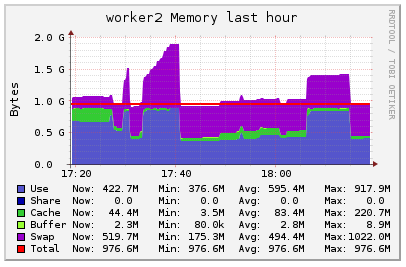 worker2 Memory last hour
RRDTOOL / TOBI OETIKER
Bytes
2.0 G
1.5 G
1.0 G
0.5 G
0.0
17:20 17:40 18:00
Use Now: 422.7M Min: 376.6M Avg: 595.4M Max: 917.9M
Share Now: 0.0 Min: 0.0 Avg: 0.0 Max: 0.0
Cache Now: 44.4M Min: 3.5M Avg: 83.4M Max: 220.7M
Buffer Now: 2.3M Min: 80.0k Avg: 2.8M Max: 8.9M
Swap Now: 519.7M Min: 175.3M Avg: 494.4M Max:1022.0M
Total Now: 976.6M Min: 976.6M Avg: 976.6M Max: 976.6M